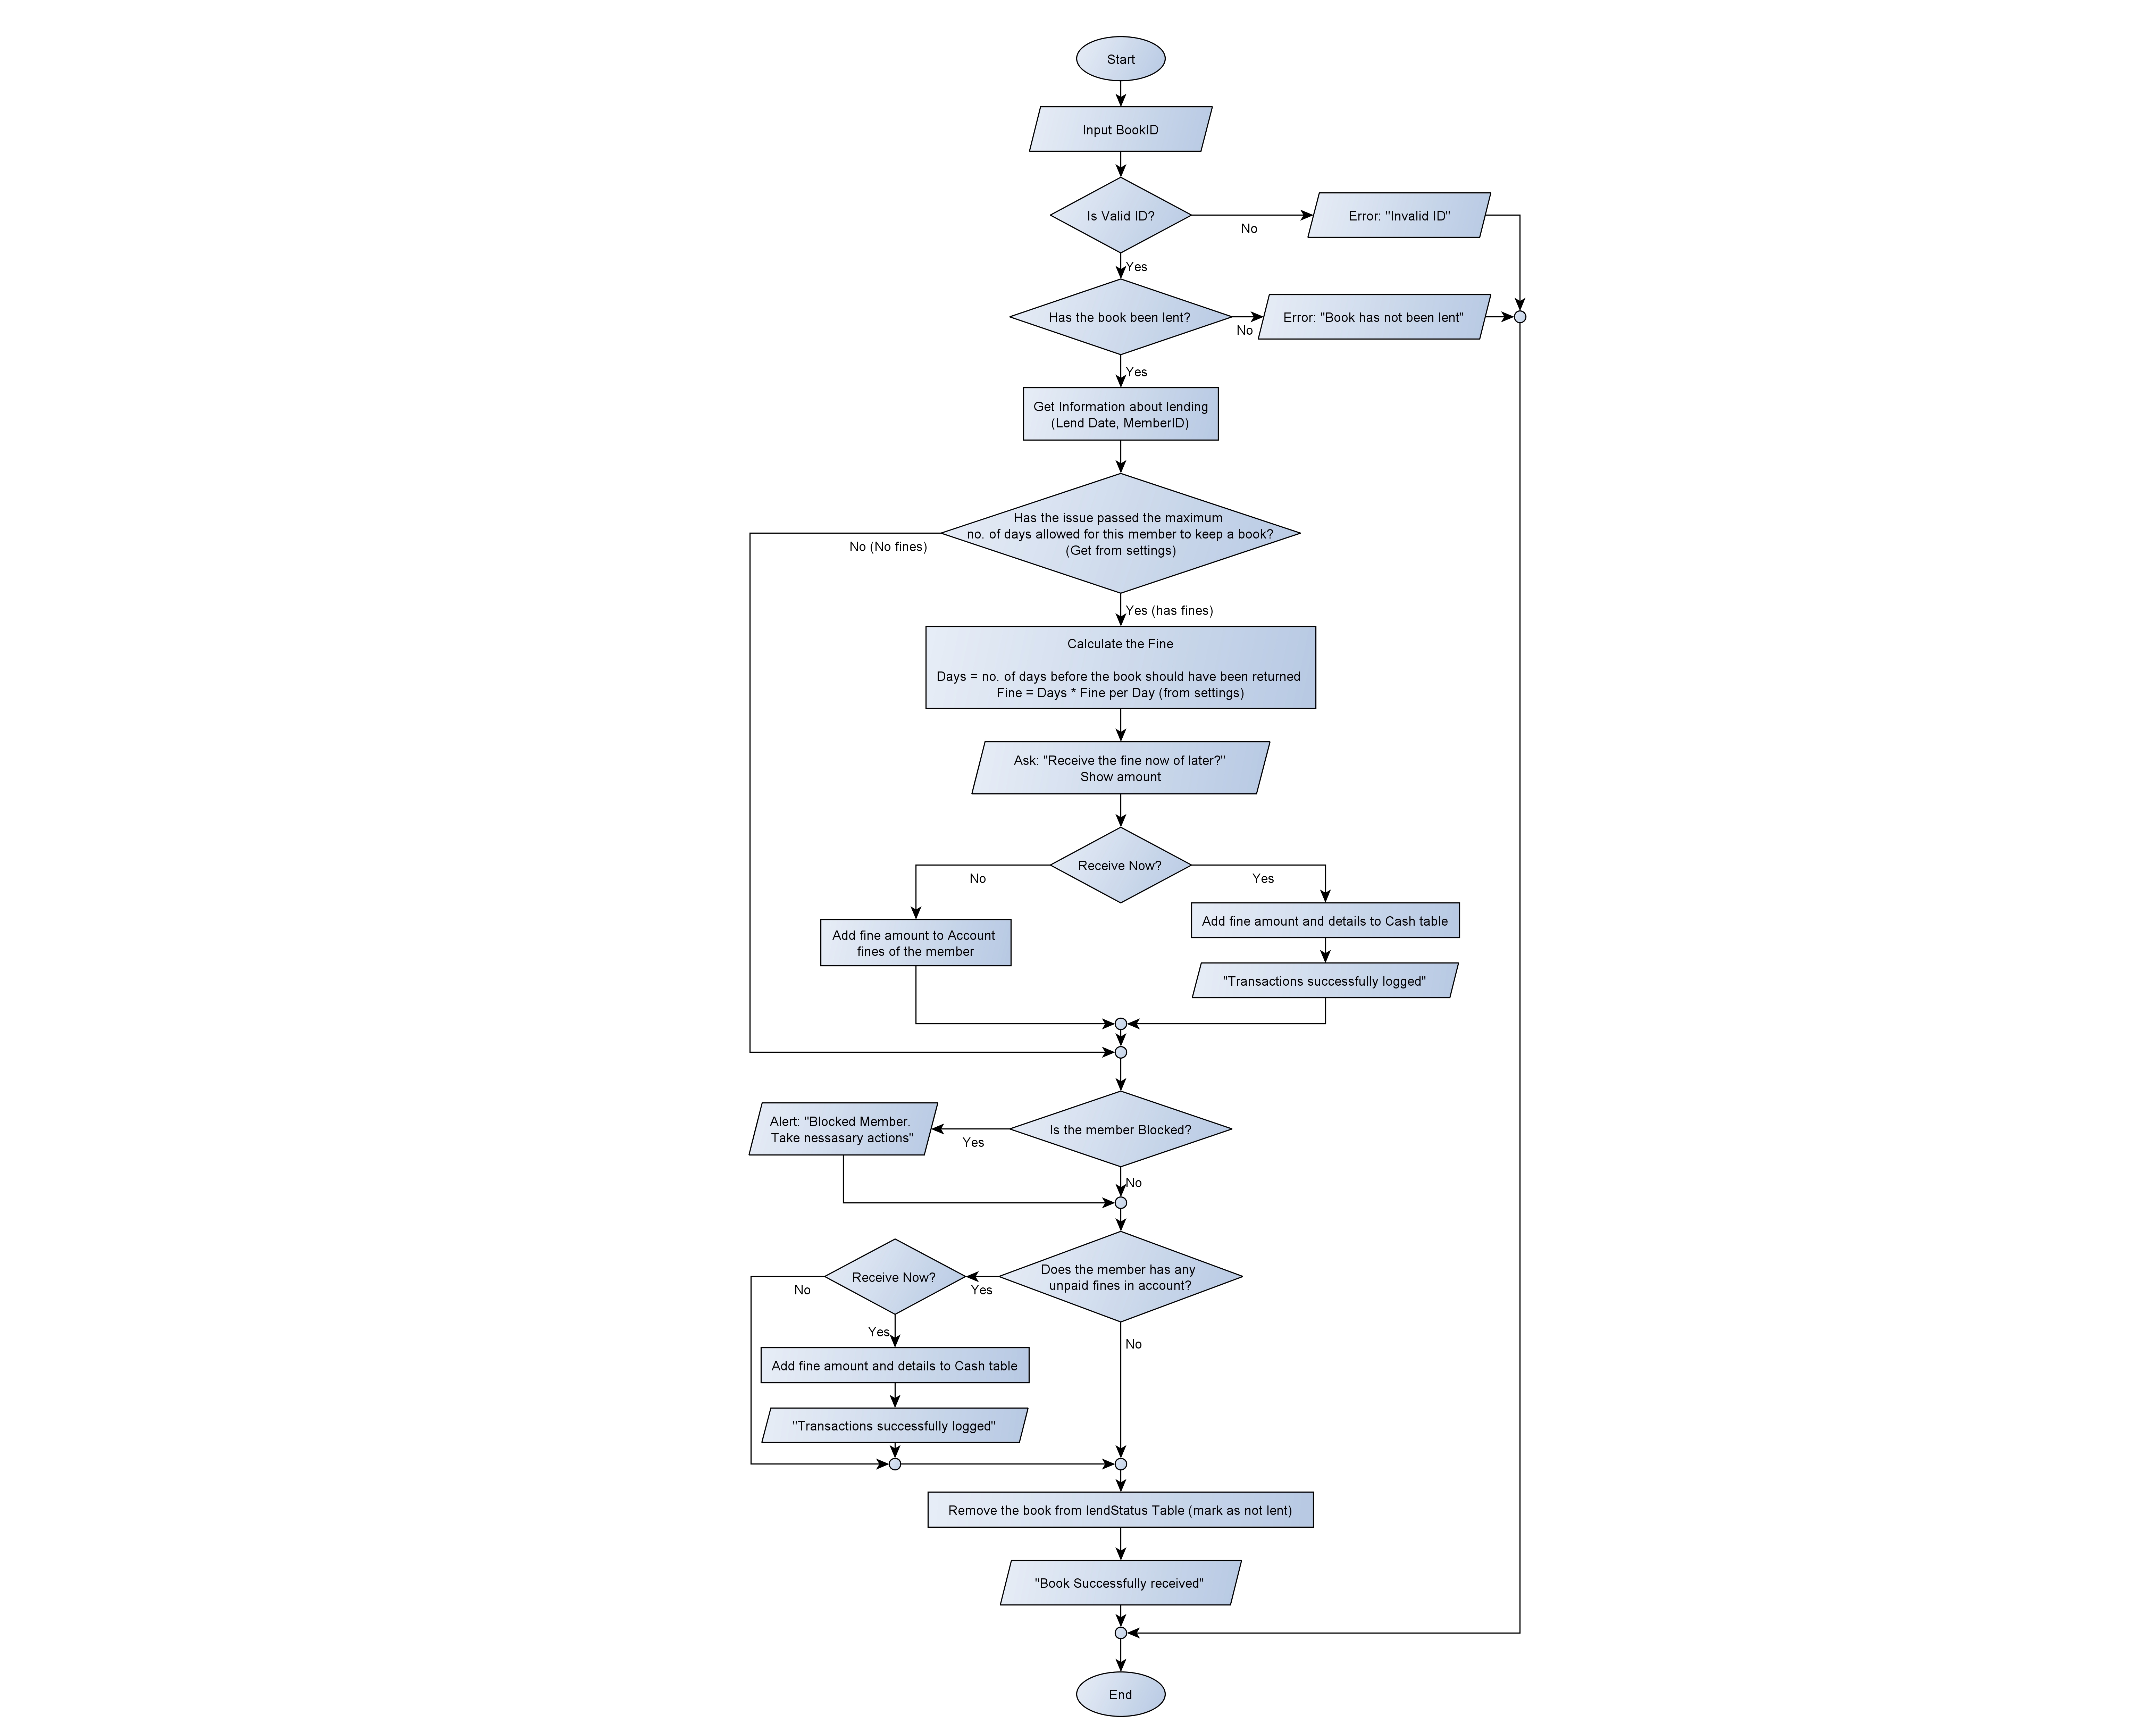 Start
Input BookID
Is Valid ID?
No
Error: "Invalid ID"
Yes
Has the book been lent?
No
Error: "Book has not been lent"
Yes
Get Information about lending
(Lend Date, MemberID)
Has the issue passed the maximum
no. of days allowed for this member to keep a book?
(Get from settings)
No (No fines)
Yes (has fines)
Calculate the Fine
Days = no. of days before the book should have been returned
Fine = Days * Fine per Day (from settings)
Ask: "Receive the fine now of later?"
Show amount
Receive Now?
No
Yes
Add fine amount to Account
fines of the member
Add fine amount and details to Cash table
"Transactions successfully logged"
Is the member Blocked?
Yes
Alert: "Blocked Member.
Take nessasary actions"
No
Does the member has any
unpaid fines in account?
Yes
Receive Now?
No
Yes
No
Add fine amount and details to Cash table
"Transactions successfully logged"
Remove the book from lendStatus Table (mark as not lent)
"Book Successfully received"
End